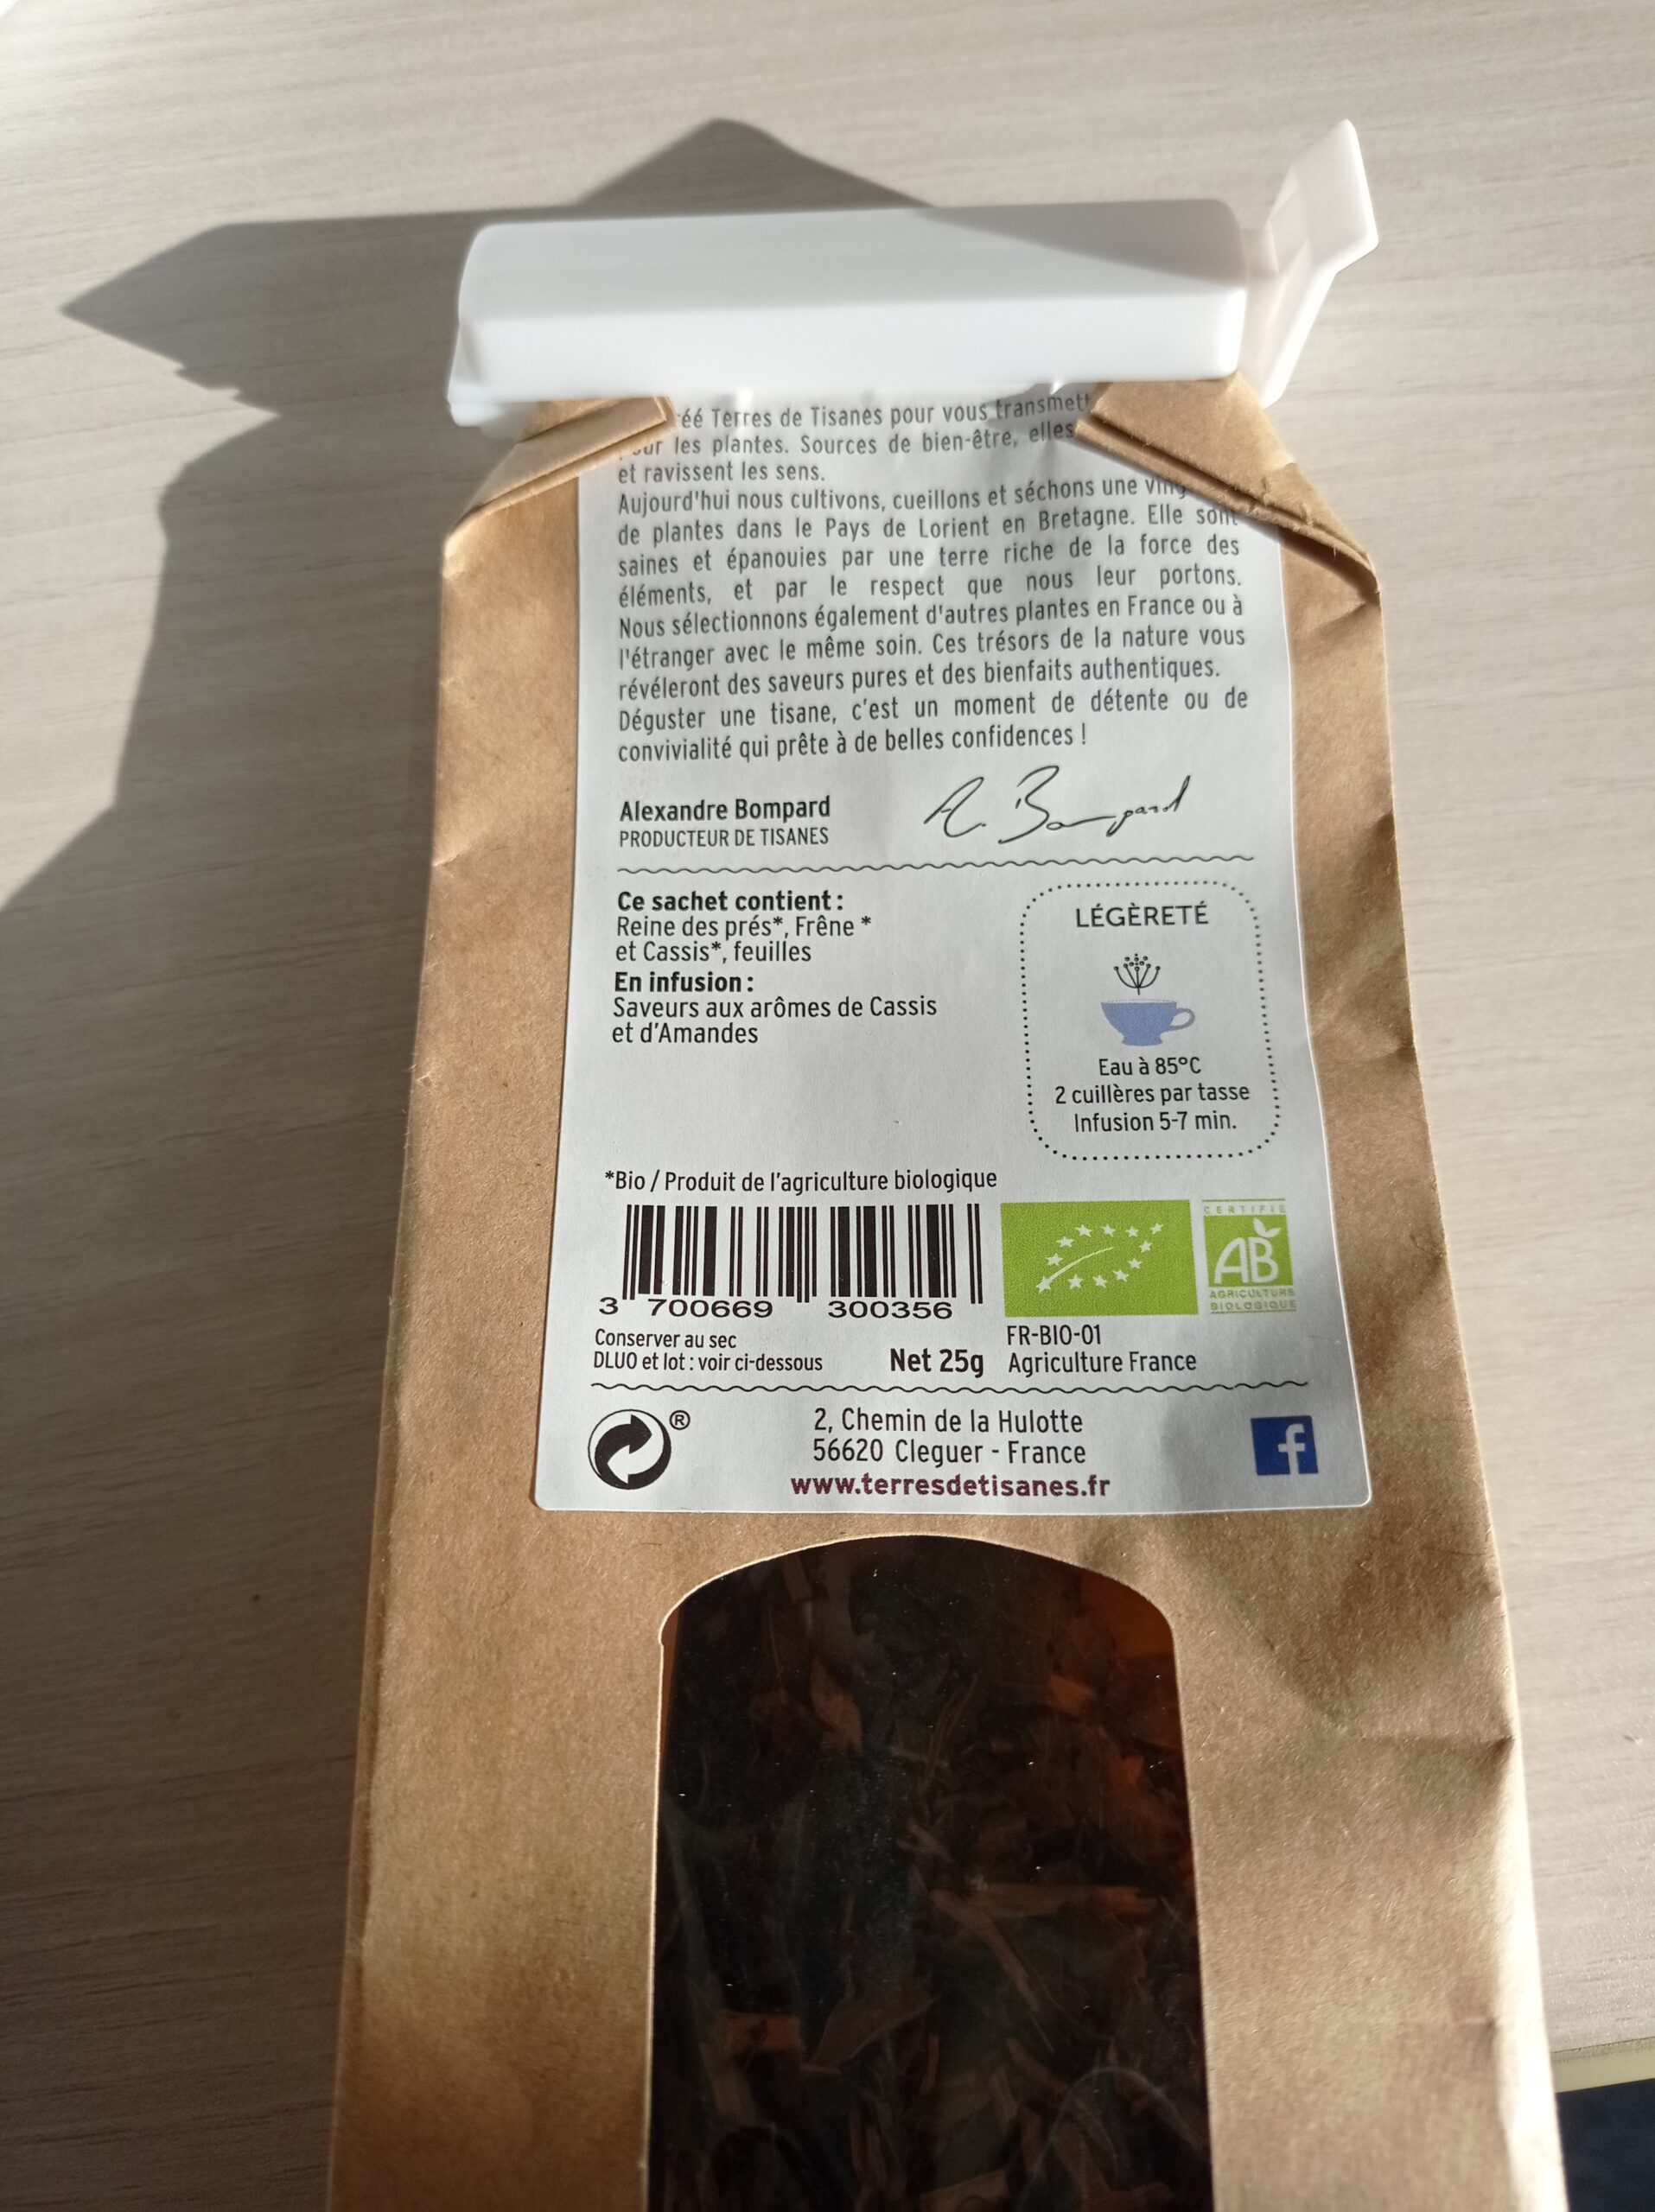 Terres de Tisanes pour vous
les plantes. Sources de bien-être, elles
et ravissent les sens.
Aujourd'hui nous cultivons, cueillons et séchons une
de plantes dans le Pays de Lorient en Bretagne. Elle sont
saines et épanouies par une terre riche de la force des
éléments, et par le respect que nous leur portons.
Nous sélectionnons également d'autres plantes en France ou à
l'étranger avec le même soin. Ces trésors de la nature vous
révéleront des saveurs pures et des bienfaits authentiques.
Déguster une tisane, c'est un moment de détente ou de
convivialité qui prête à de belles confidences !
Alexandre Bompard
PRODUCTEUR DE TISANES
A. Bompard
Ce sachet contient :
Reine des prés*, Frêne *
et Cassis*, feuilles
En infusion :
Saveurs aux arômes de Cassis
et d'Amandes
LÉGÈRETÉ
Eau à 85°C
2 cuillères par tasse
Infusion 5-7 min.
*Bio / Produit de l'agriculture biologique
3 700669 300356
CERTIFIÉ
AB
AGRICULTURE
BIOLOGIQUE
Conserver au sec
DLUO et lot : voir ci-dessous
Net 25g
FR-BIO-01
Agriculture France
®
2, Chemin de la Hulotte
56620 Cleguer - France
www.terresdetisanes.fr
f